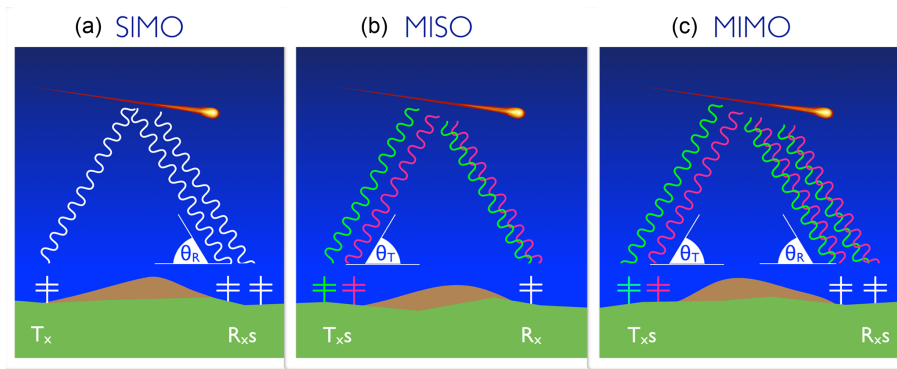 (a) SIMO
(b) MISO
(c) MIMO
θR
θT
θT
θR
Tx
Rxs
Txs
Rx
Txs
Rxs